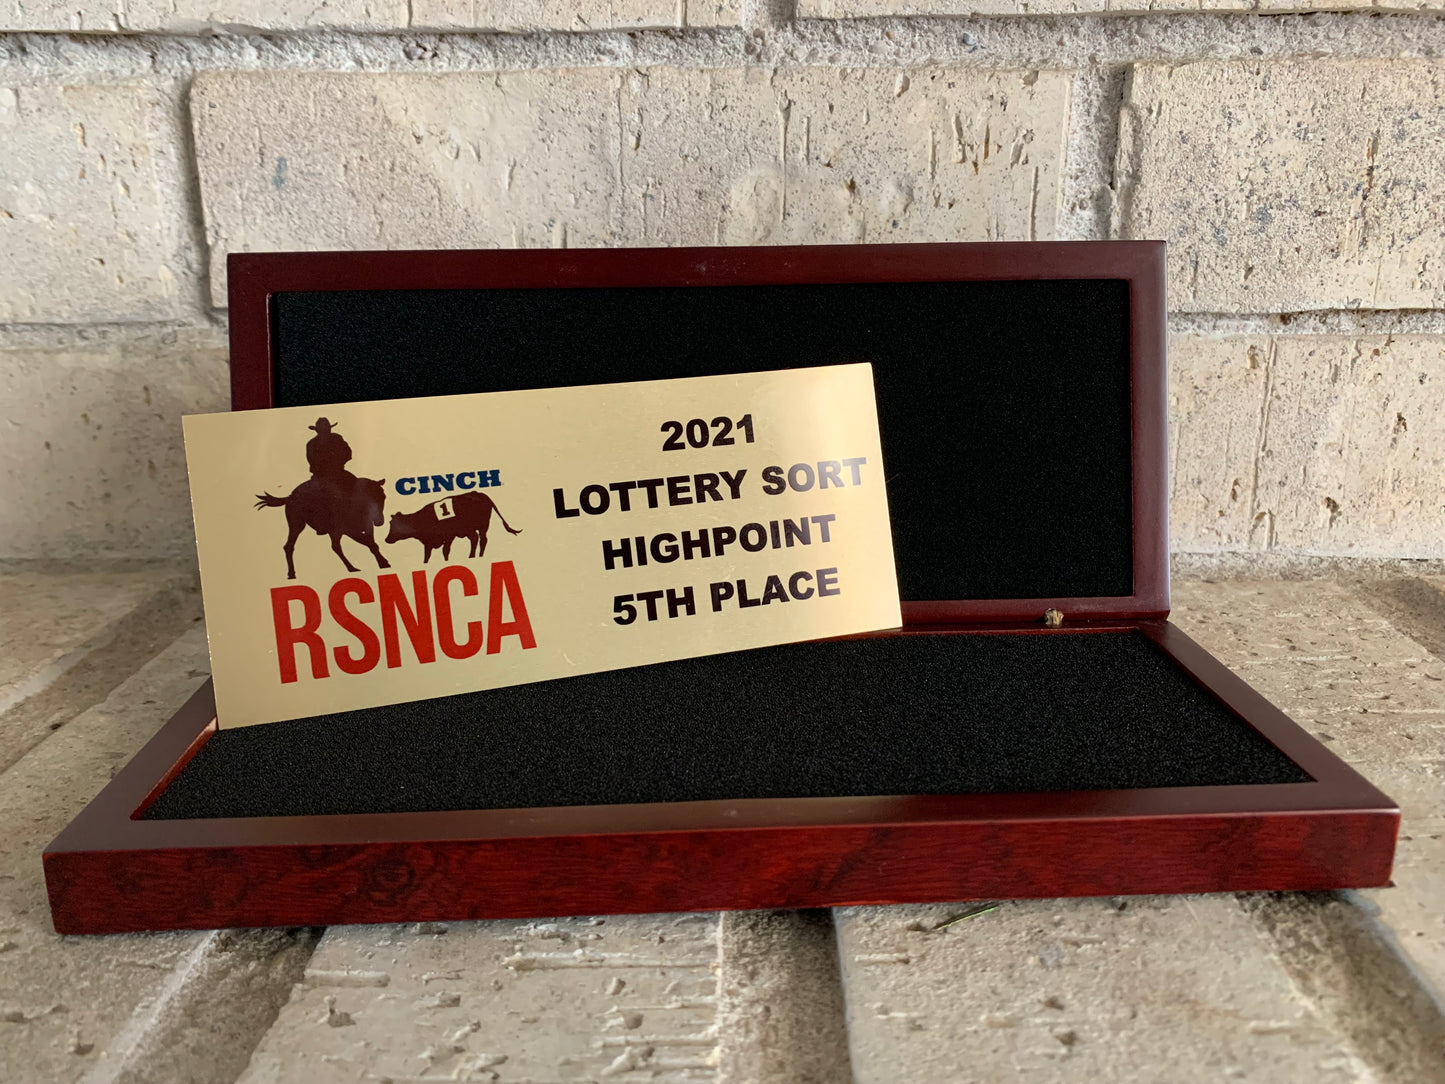 CINCH
1
RSNCA
2021
LOTTERY SORT
HIGHPOINT
5TH PLACE